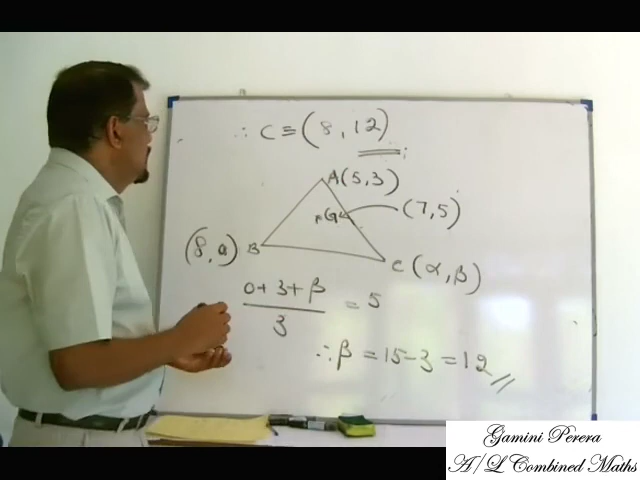 ∴ C ≡ (8, 12)
A(5,3)
G (7,5)
(8,0) B
C (α, β)
0+3+β / 3 = 5
∴ β = 15-3 = 12 //
Gamini Perera
A/L Combined Maths